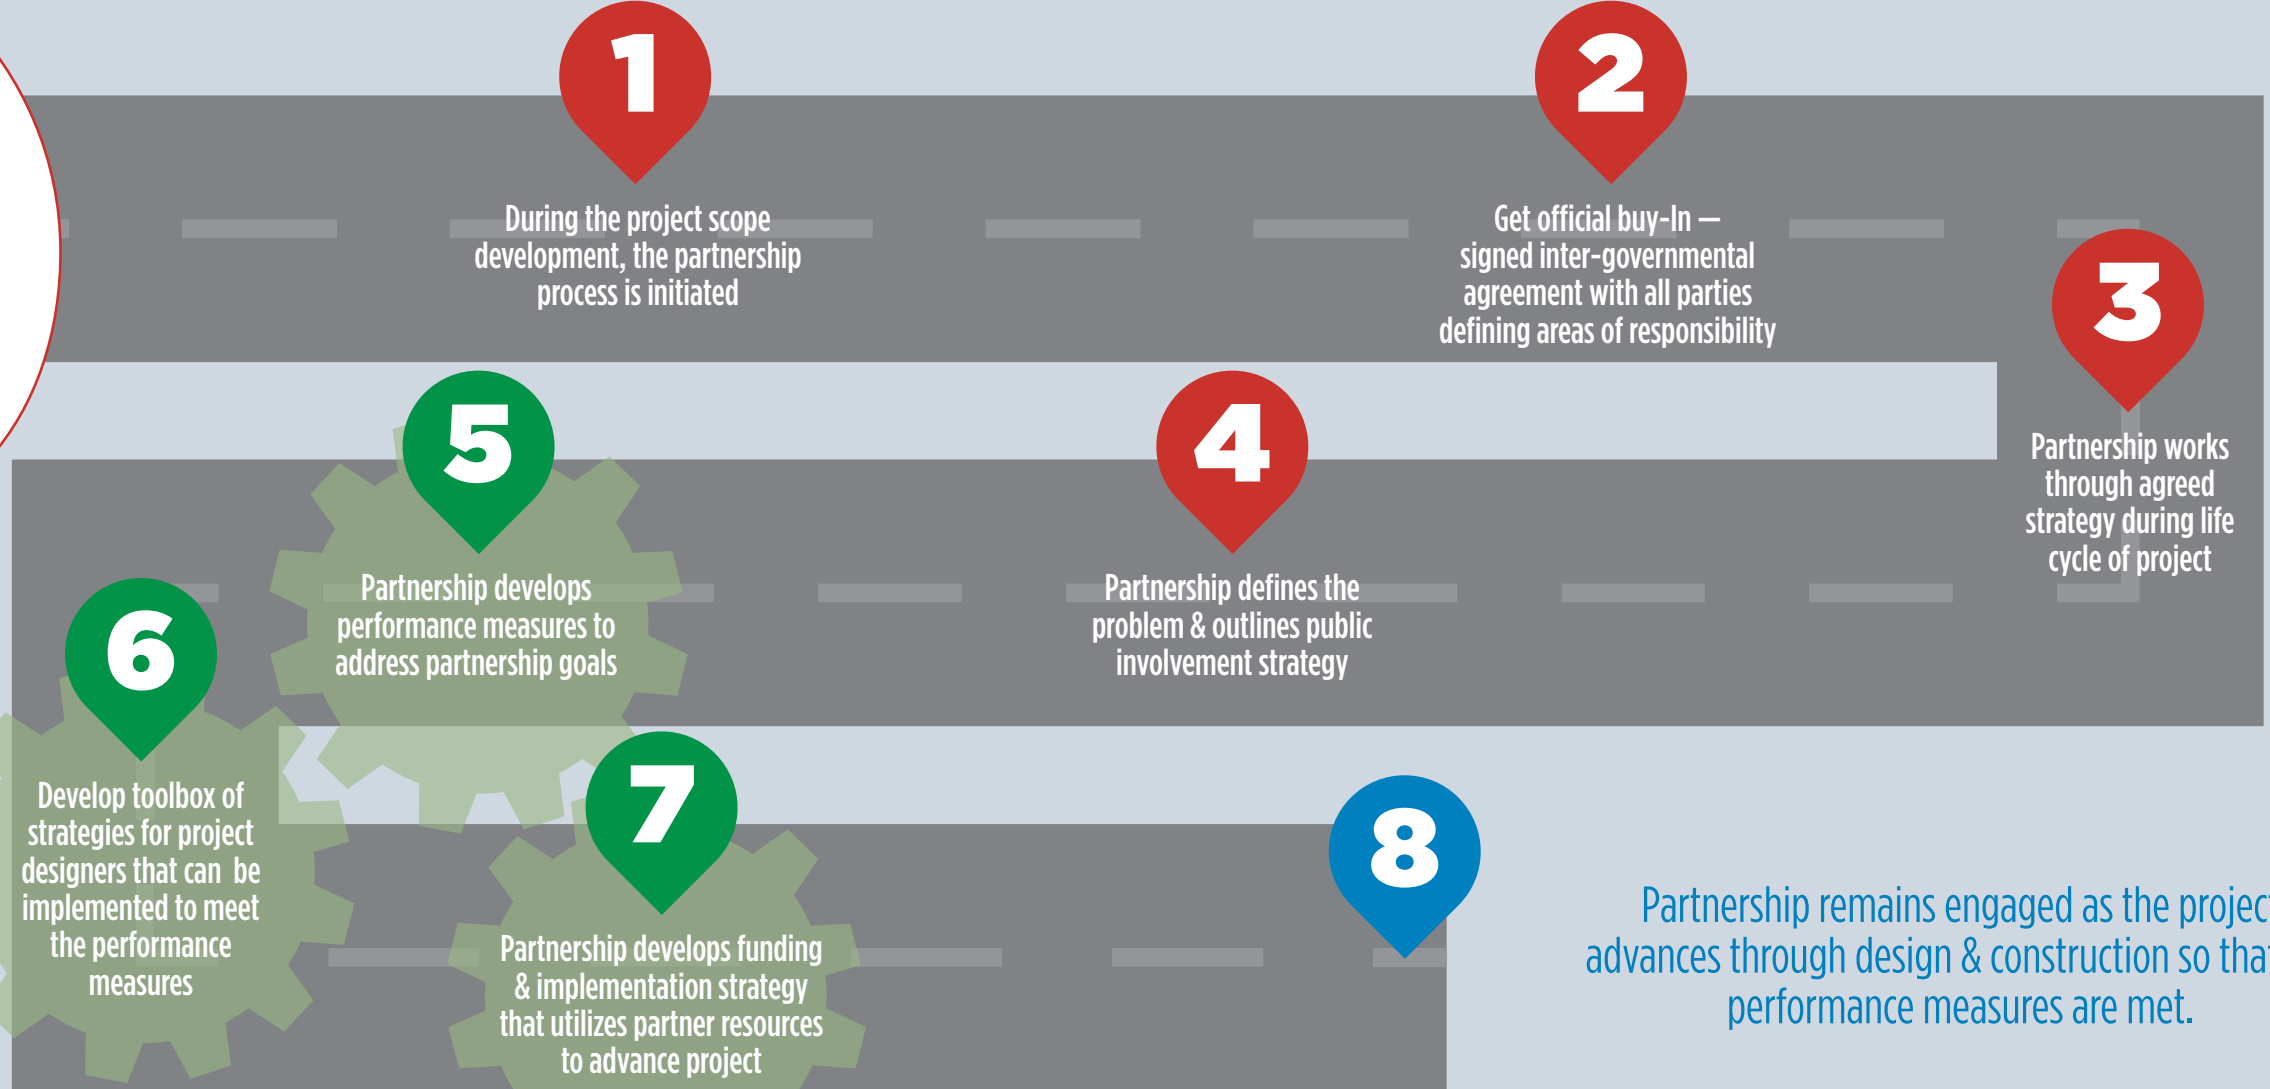 1
During the project scope
development, the partnership
process is initiated
2
Get official buy-In —
signed inter-governmental
agreement with all parties
defining areas of responsibility
3
Partnership works
through agreed
strategy during life
cycle of project
4
Partnership defines the
problem & outlines public
involvement strategy
5
Partnership develops
performance measures to
address partnership goals
6
Develop toolbox of
strategies for project
designers that can be
implemented to meet
the performance
measures
7
Partnership develops funding
& implementation strategy
that utilizes partner resources
to advance project
8
Partnership remains engaged as the project
advances through design & construction so that
performance measures are met.